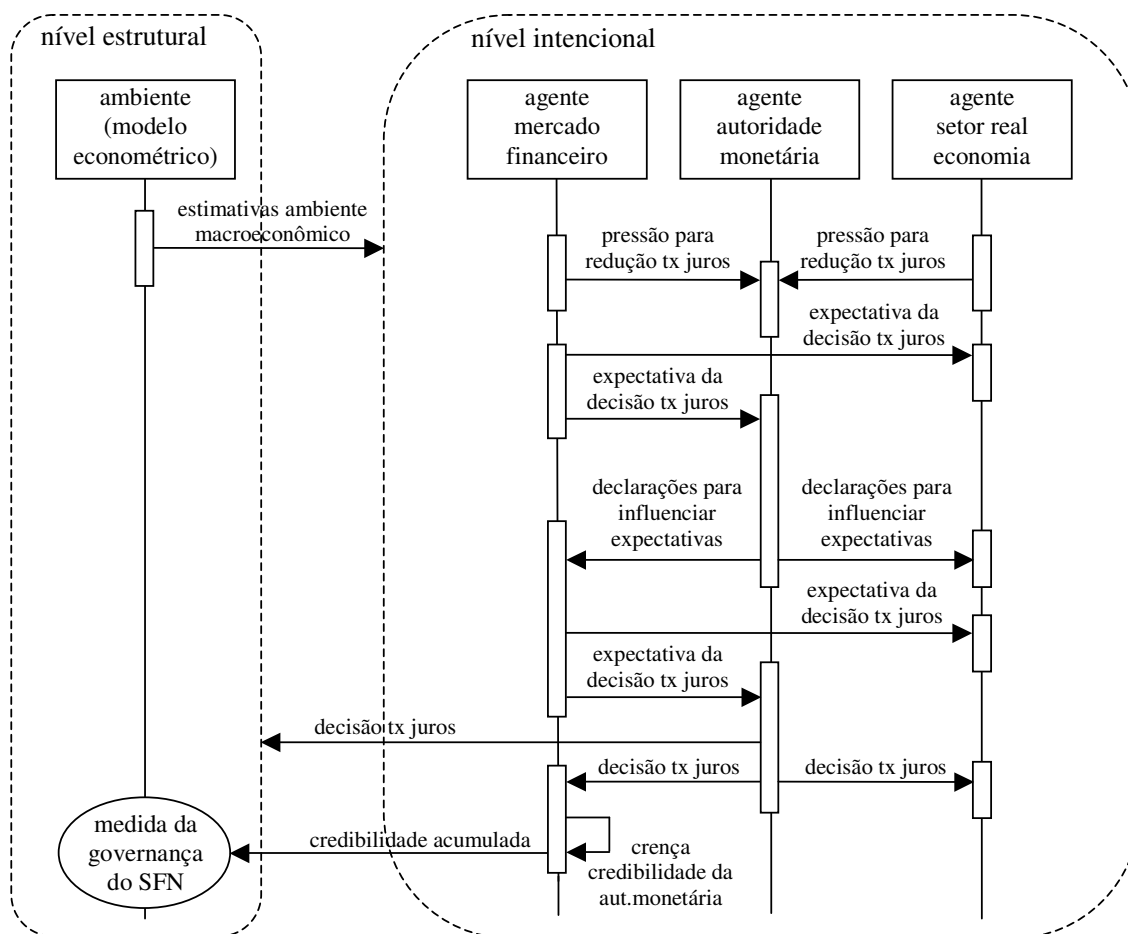 nível estrutural
nível intencional
ambiente
(modelo
econométrico)
agente
mercado
financeiro
agente
autoridade
monetária
agente
setor real
economia
estimativas ambiente
macroeconômico
pressão para
redução tx juros
pressão para
redução tx juros
expectativa da
decisão tx juros
expectativa da
decisão tx juros
declarações para
influenciar
expectativas
declarações para
influenciar
expectativas
expectativa da
decisão tx juros
expectativa da
decisão tx juros
decisão tx juros
decisão tx juros
decisão tx juros
medida da
governança
do SFN
credibilidade acumulada
crença
credibilidade da
aut.monetária